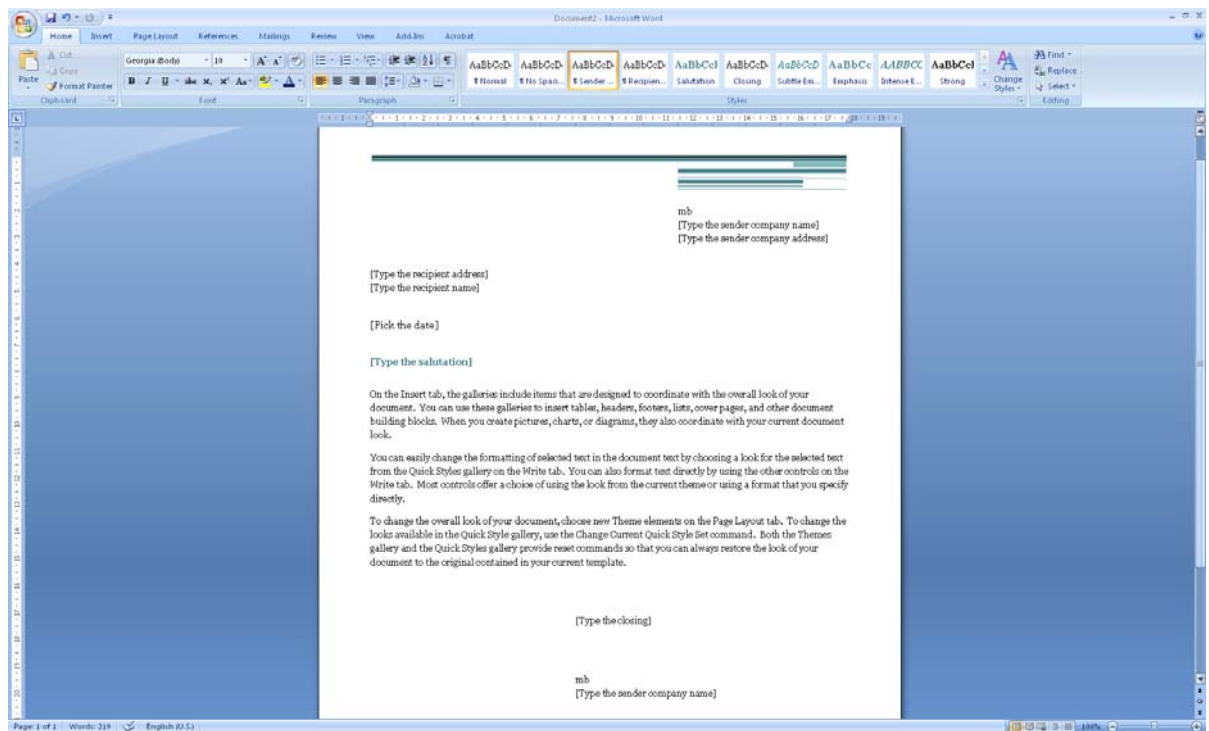 Document2 - Microsoft Word
Home Insert Page Layout References Mailings Review View Add-Ins Acrobat
Paste
Cut
Copy
Format Painter
Clipboard
Georgia (Body) 10
B I U abc x₂ x² Aa A
Font
Paragraph
AaBbCcD AaBbCcD AaBbCcD AaBbCcD AaBbCcI AaBbCcD AaBbCcD AaBbCc AABBCC AaBbCcI
¶ Normal ¶ No Spac... ¶ Sender ... ¶ Recipien... Salutation Closing Subtle Em... Emphasis Intense E... Strong
Change Styles
Styles
Find
Replace
Select
Editing
mb
[Type the sender company name]
[Type the sender company address]
[Type the recipient address]
[Type the recipient name]
[Pick the date]
[Type the salutation]
On the Insert tab, the galleries include items that are designed to coordinate with the overall look of your
document. You can use these galleries to insert tables, headers, footers, lists, cover pages, and other document
building blocks. When you create pictures, charts, or diagrams, they also coordinate with your current document
look.
You can easily change the formatting of selected text in the document text by choosing a look for the selected text
from the Quick Styles gallery on the Write tab. You can also format text directly by using the other controls on the
Write tab. Most controls offer a choice of using the look from the current theme or using a format that you specify
directly.
To change the overall look of your document, choose new Theme elements on the Page Layout tab. To change the
looks available in the Quick Style gallery, use the Change Current Quick Style Set command. Both the Themes
gallery and the Quick Styles gallery provide reset commands so that you can always restore the look of your
document to the original contained in your current template.
[Type the closing]
mb
[Type the sender company name]
Page: 1 of 1 Words: 219 English (U.S.) 100%